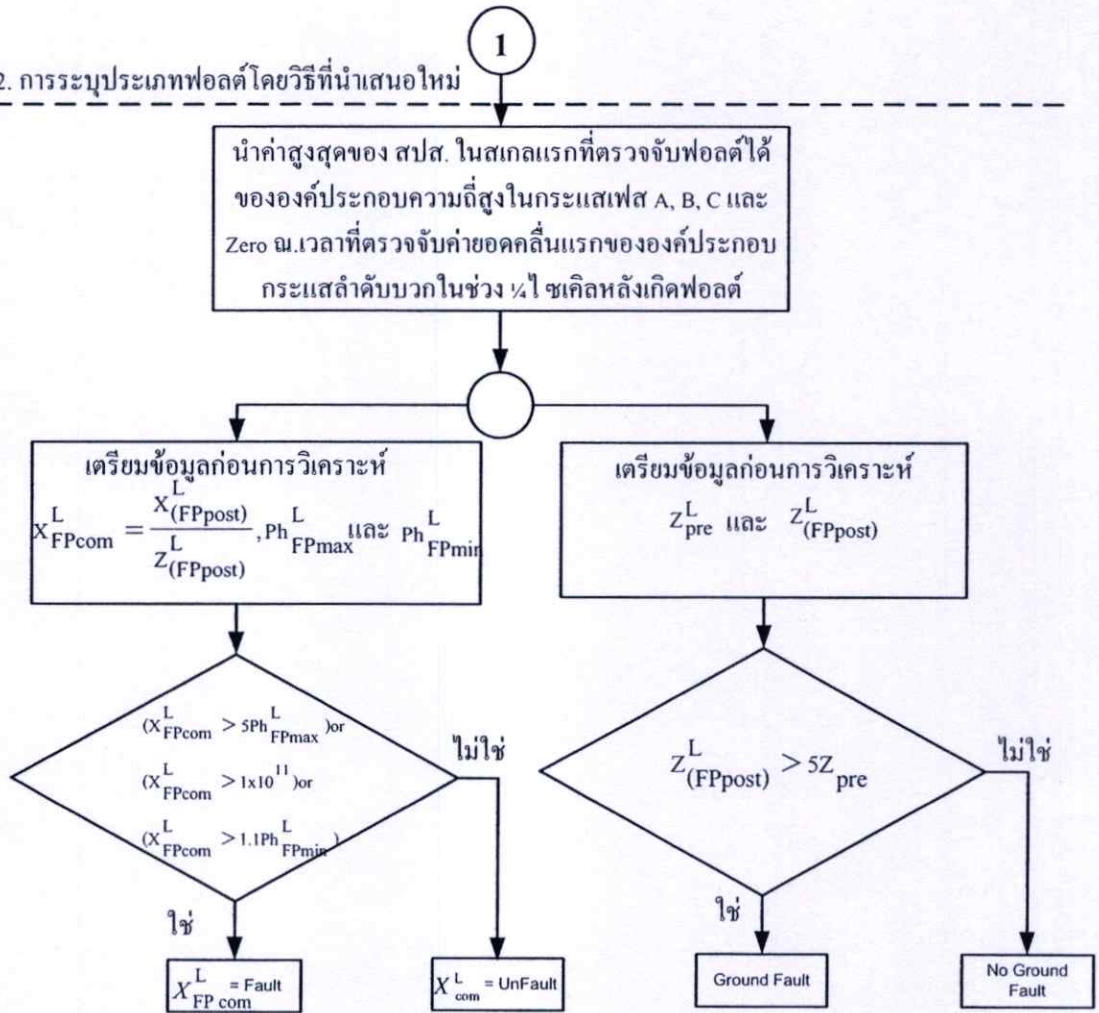 1
2. การระบุประเภทฟอลต์โดยวิธีที่นำเสนอใหม่
นำค่าสูงสุดของ สปส. ในสเกลแรกที่ตรวจจับฟอลต์ได้
ขององค์ประกอบความถี่สูงในกระแสเฟส A, B, C และ
Zero ณ.เวลาที่ตรวจจับค่ายอดคลื่นแรกขององค์ประกอบ
กระแสลำดับบวกในช่วง ¼ไซเคิลหลังเกิดฟอลต์
เตรียมข้อมูลก่อนการวิเคราะห์
X^L_FPcom = X^L_(FPpost) / Z^L_(FPpost) , Ph^L_FPmax และ Ph^L_FPmin
เตรียมข้อมูลก่อนการวิเคราะห์
Z^L_pre และ Z^L_(FPpost)
(X^L_FPcom > 5Ph^L_FPmax )or
(X^L_FPcom > 1x10^11 )or
(X^L_FPcom > 1.1Ph^L_FPmin )
ไม่ใช่
ใช่
Z^L_(FPpost) > 5Z_pre
ไม่ใช่
ใช่
X^L_FP com = Fault
X^L_com = UnFault
Ground Fault
No Ground
Fault